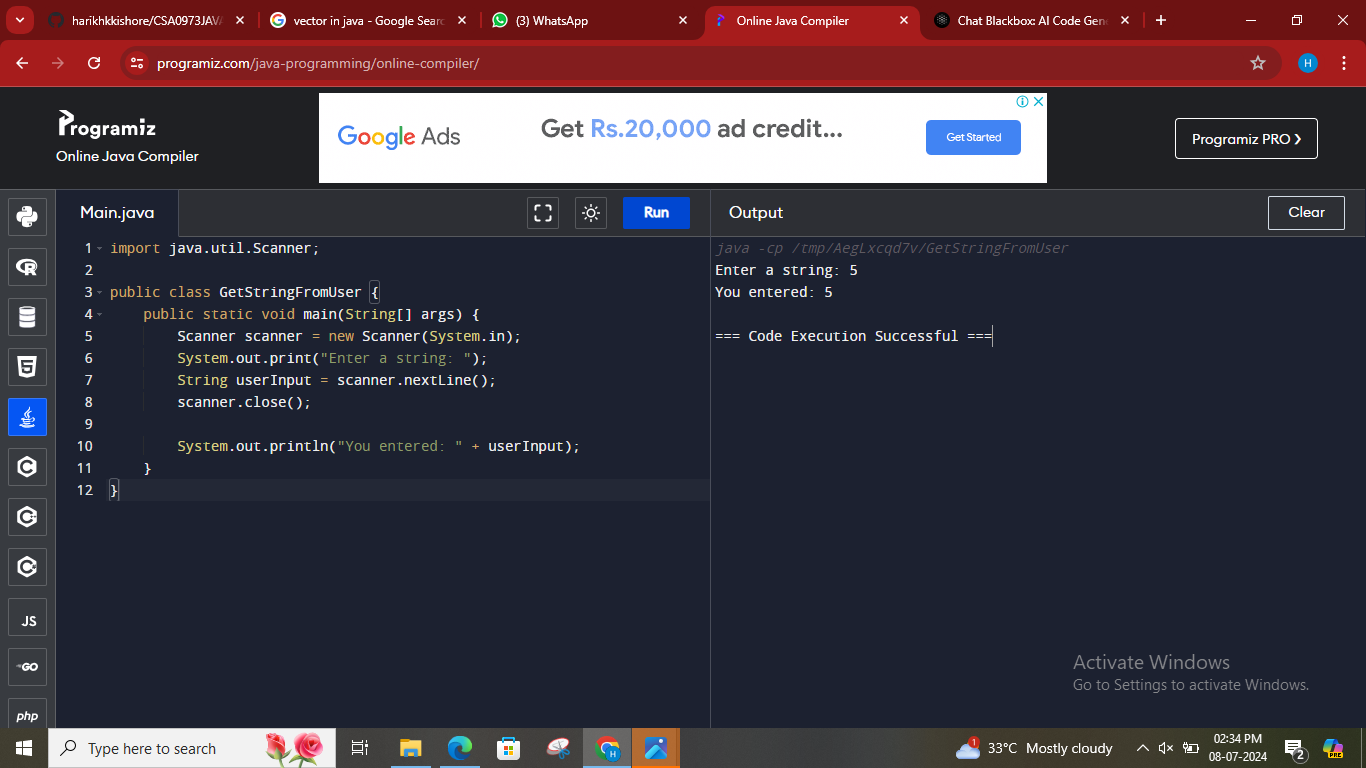 harikhkkishore/CSA0973JAVA
vector in java - Google Searc
(3) WhatsApp
Online Java Compiler
Chat Blackbox: AI Code Gene
programiz.com/java-programming/online-compiler/
H
Programiz
Online Java Compiler
Google Ads
Get Rs.20,000 ad credit...
Get Started
Programiz PRO ❯
Main.java
Run
Output
Clear
1 import java.util.Scanner;
2
3 public class GetStringFromUser {
4     public static void main(String[] args) {
5         Scanner scanner = new Scanner(System.in);
6         System.out.print("Enter a string: ");
7         String userInput = scanner.nextLine();
8         scanner.close();
9
10         System.out.println("You entered: " + userInput);
11     }
12 }
java -cp /tmp/AegLxcqd7v/GetStringFromUser
Enter a string: 5
You entered: 5
=== Code Execution Successful ===
JS
GO
php
Activate Windows
Go to Settings to activate Windows.
Type here to search
H
33°C Mostly cloudy
02:34 PM
08-07-2024
2
PRE